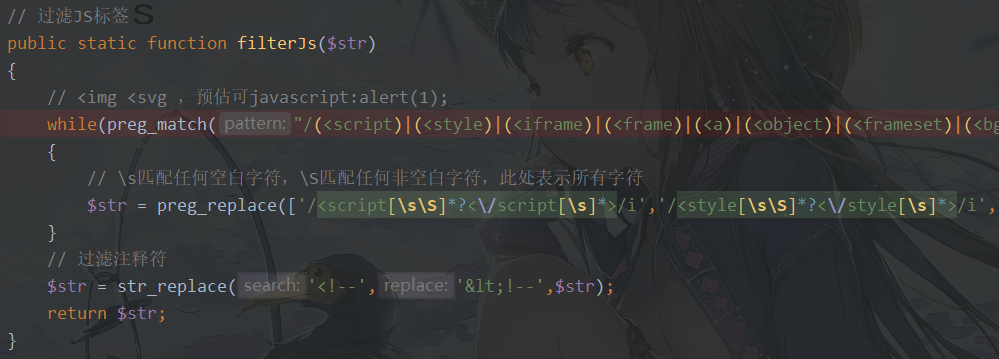 // 过滤JS标签 S
public static function filterJs($str)
{
// <img <svg ，预估可javascript:alert(1);
while(preg_match( pattern: "/(<script)|(<style)|(<iframe)|(<frame)|(<a)|(<object)|(<frameset)|(<bg
{
// \s匹配任何空白字符，\S匹配任何非空白字符，此处表示所有字符
$str = preg_replace(['/<script[\s\S]*?<\/script[\s]*>/i','/<style[\s\S]*?<\/style[\s]*>/i',
}
// 过滤注释符
$str = str_replace( search: '<!--', replace: '&lt;!--',$str);
return $str;
}